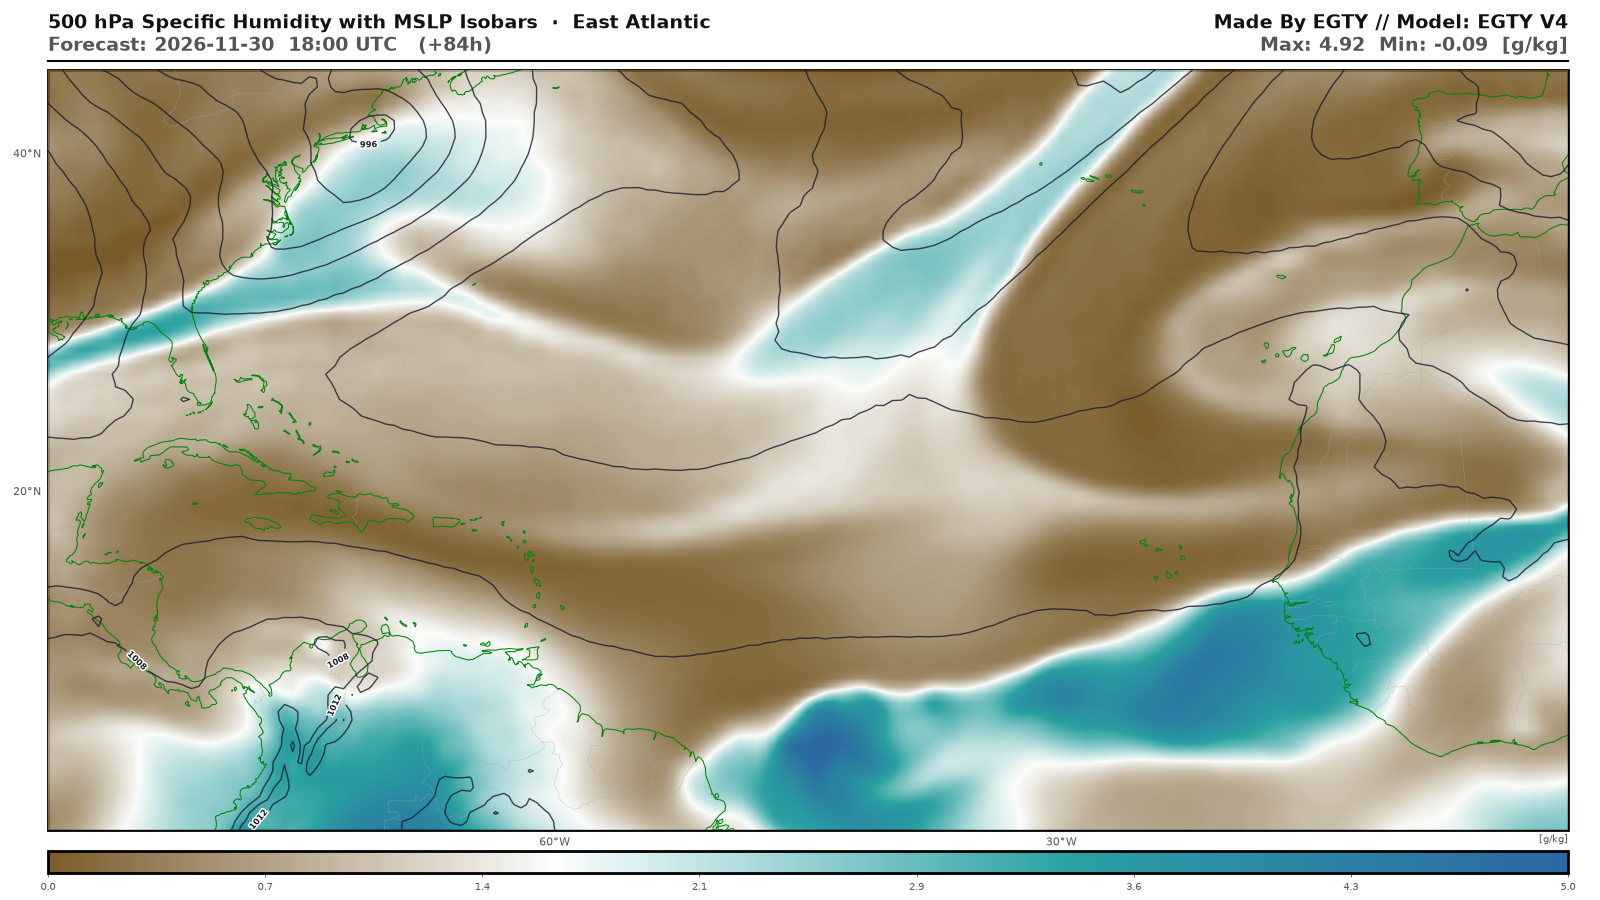 500 hPa Specific Humidity with MSLP Isobars · East Atlantic
Made By EGTY // Model: EGTY V4
Forecast: 2026-11-30 18:00 UTC (+84h)
Max: 4.92 Min: -0.09 [g/kg]
40°N
996
20°N
1008
1008
1012
1012
60°W
30°W
[g/kg]
0.0
0.7
1.4
2.1
2.9
3.6
4.3
5.0